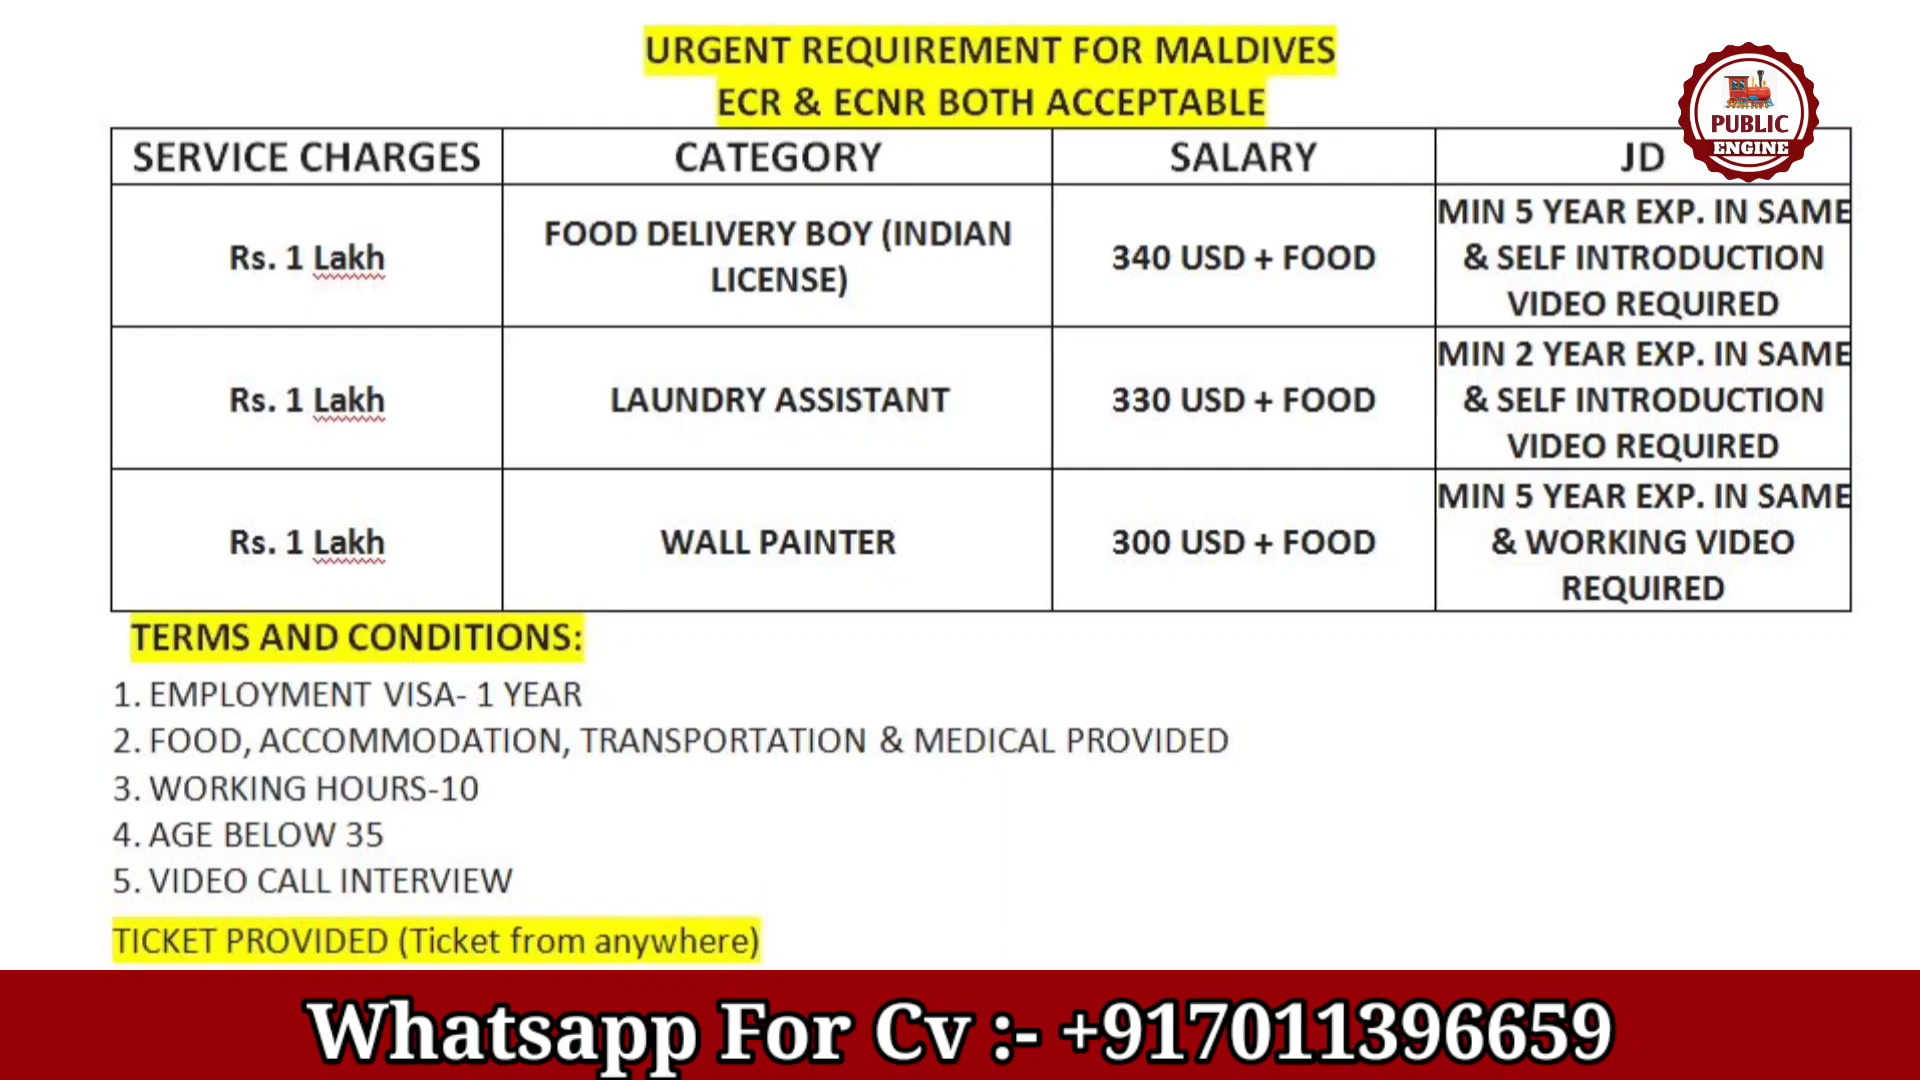 URGENT REQUIREMENT FOR MALDIVES
ECR & ECNR BOTH ACCEPTABLE
PUBLIC
ENGINE
SERVICE CHARGES CATEGORY SALARY JD
Rs. 1 Lakh
FOOD DELIVERY BOY (INDIAN
LICENSE)
340 USD + FOOD
MIN 5 YEAR EXP. IN SAME
& SELF INTRODUCTION
VIDEO REQUIRED
Rs. 1 Lakh
LAUNDRY ASSISTANT
330 USD + FOOD
MIN 2 YEAR EXP. IN SAME
& SELF INTRODUCTION
VIDEO REQUIRED
Rs. 1 Lakh
WALL PAINTER
300 USD + FOOD
MIN 5 YEAR EXP. IN SAME
& WORKING VIDEO
REQUIRED
TERMS AND CONDITIONS:
1. EMPLOYMENT VISA- 1 YEAR
2. FOOD, ACCOMMODATION, TRANSPORTATION & MEDICAL PROVIDED
3. WORKING HOURS-10
4. AGE BELOW 35
5. VIDEO CALL INTERVIEW
TICKET PROVIDED (Ticket from anywhere)
Whatsapp For Cv :- +917011396659